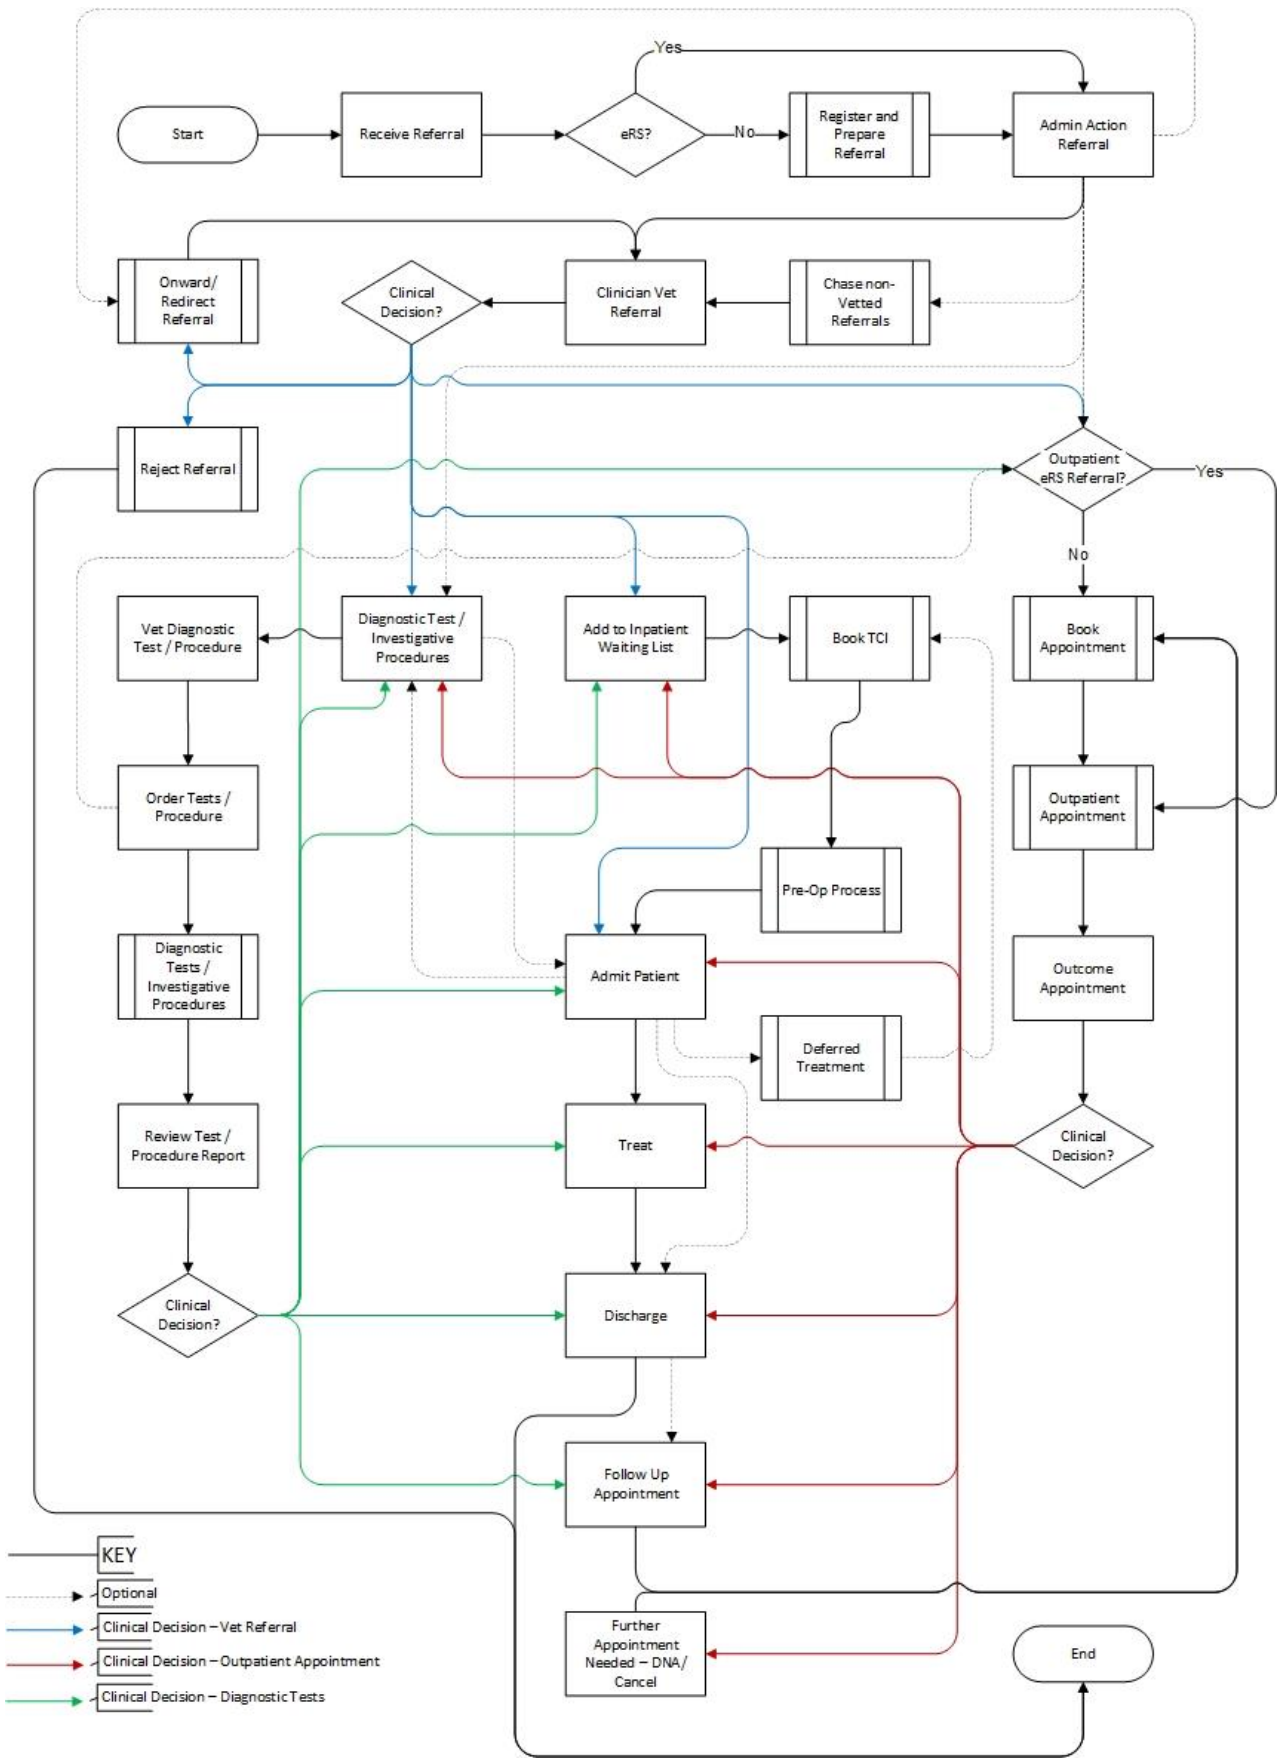 Yes
Start
Receive Referral
eRS?
No
Register and
Prepare
Referral
Admin Action
Referral
Onward/
Redirect
Referral
Clinical
Decision?
Clinician Vet
Referral
Chase non-
Vetted
Referrals
Reject Referral
Outpatient
eRS Referral?
Yes
No
Vet Diagnostic
Test / Procedure
Diagnostic Test /
Investigative
Procedures
Add to Inpatient
Waiting List
Book TCI
Book
Appointment
Order Tests /
Procedure
Outpatient
Appointment
Pre-Op Process
Diagnostic
Tests /
Investigative
Procedures
Admit Patient
Outcome
Appointment
Deferred
Treatment
Review Test /
Procedure Report
Treat
Clinical
Decision?
Clinical
Decision?
Discharge
Follow Up
Appointment
KEY
Optional
Clinical Decision – Vet Referral
Clinical Decision – Outpatient Appointment
Clinical Decision – Diagnostic Tests
Further
Appointment
Needed – DNA/
Cancel
End